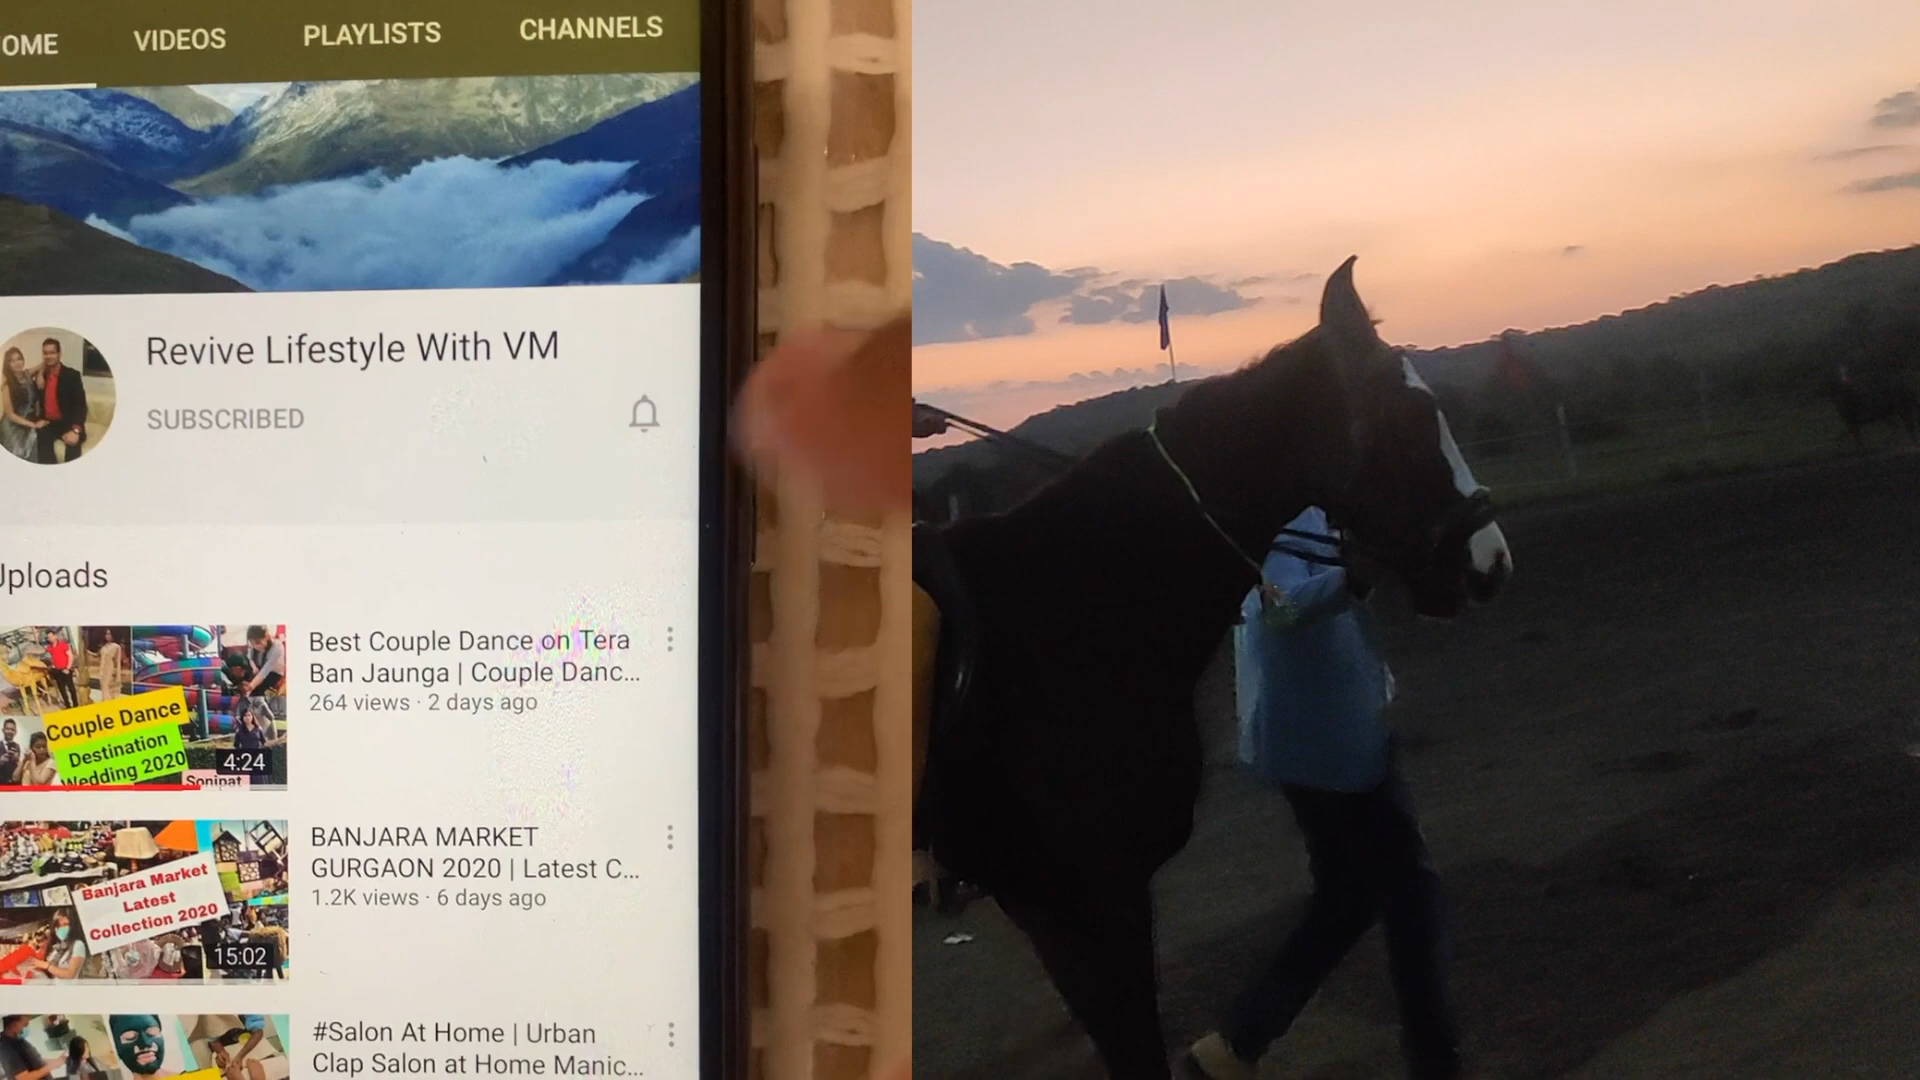 OME VIDEOS PLAYLISTS CHANNELS
Revive Lifestyle With VM
SUBSCRIBED
Uploads
Best Couple Dance on Tera
Ban Jaunga | Couple Danc...
264 views · 2 days ago
Couple Dance
Destination
Wedding 2020
4:24
Sonipat
BANJARA MARKET
GURGAON 2020 | Latest C...
1.2K views · 6 days ago
Banjara Market
Latest
Collection 2020
15:02
#Salon At Home | Urban
Clap Salon at Home Manic...